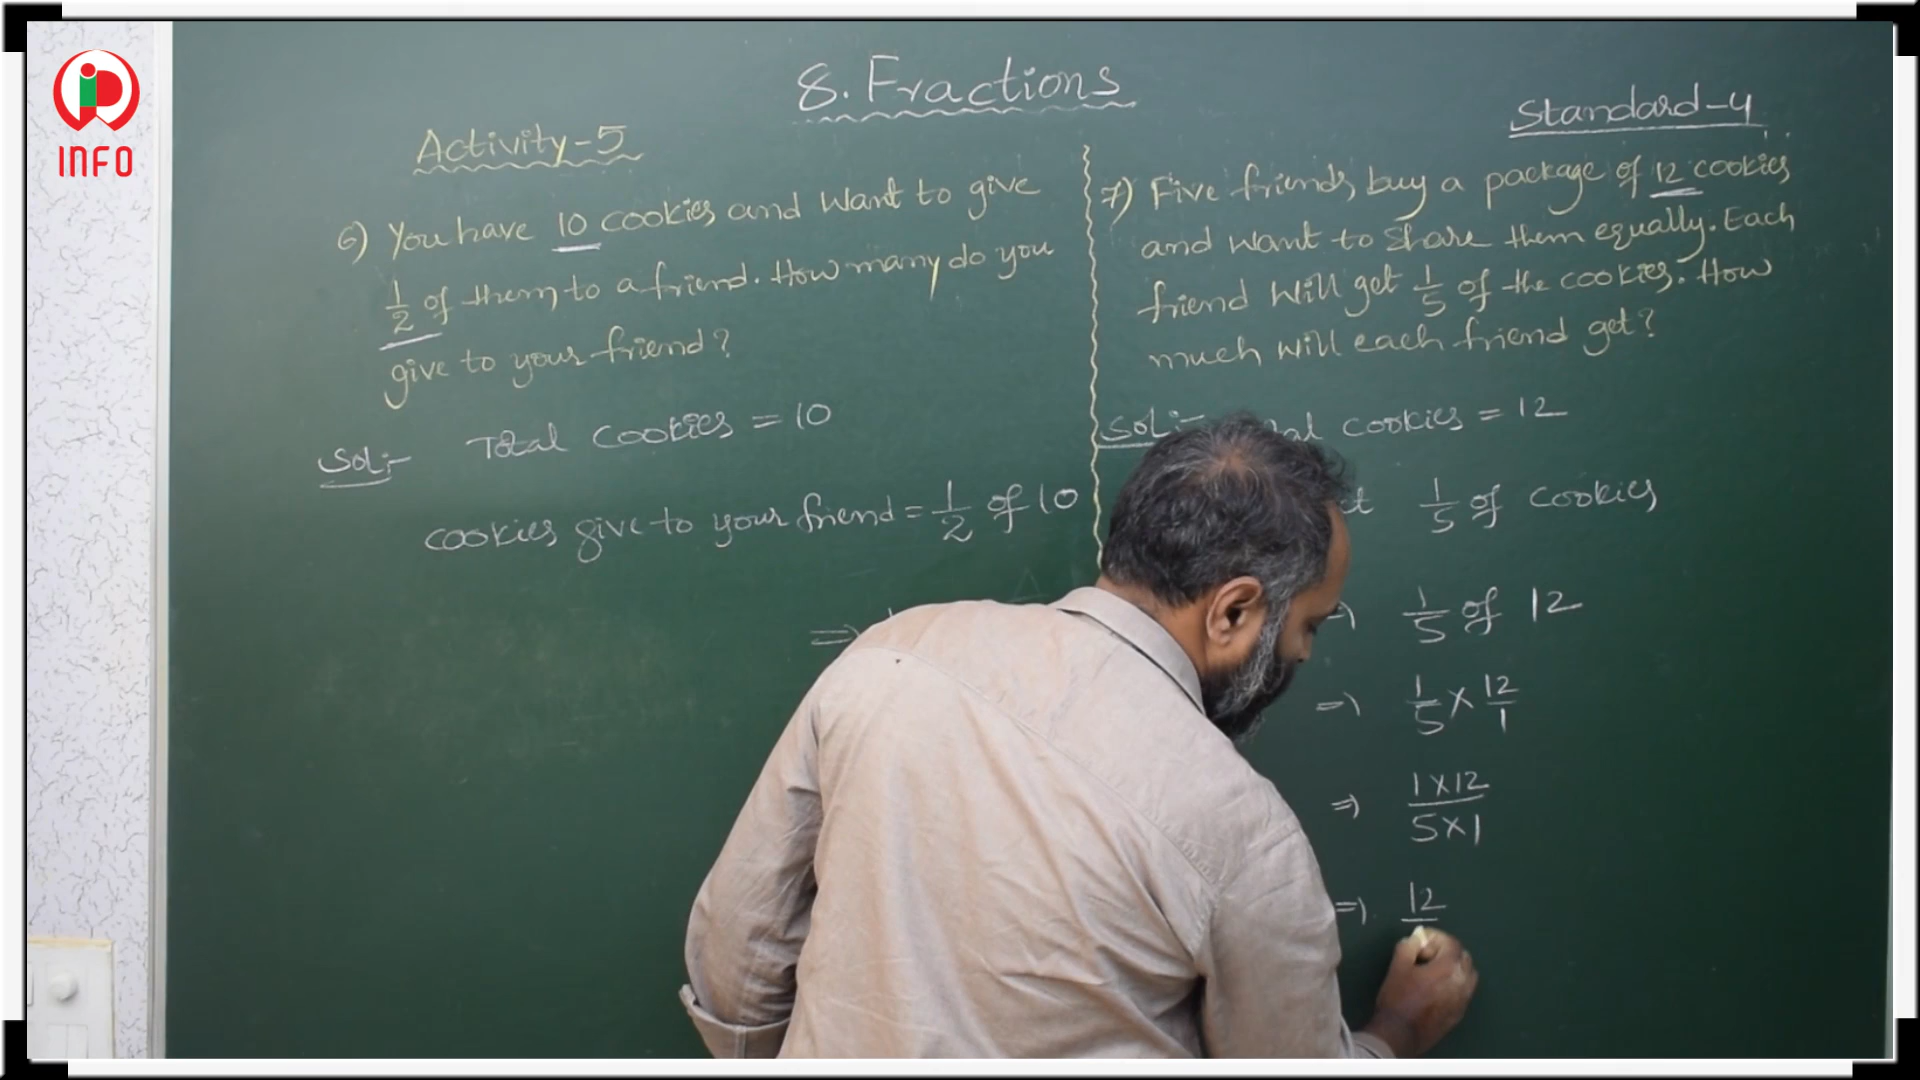 INFO
8. Fractions
Standard-4
Activity-5
6) You have 10 cookies and want to give
1/2 of them to a friend. How many do you
give to your friend?
Sol:- Total cookies = 10
cookies give to your friend = 1/2 of 10
=>
7) Five friends buy a package of 12 cookies
and want to share them equally. Each
friend will get 1/5 of the cookies. How
much will each friend get?
Sol:- cookies = 12
1/5 of cookies
1/5 of 12
=> 1/5 x 12/1
=> 1x12/5x1
=> 12